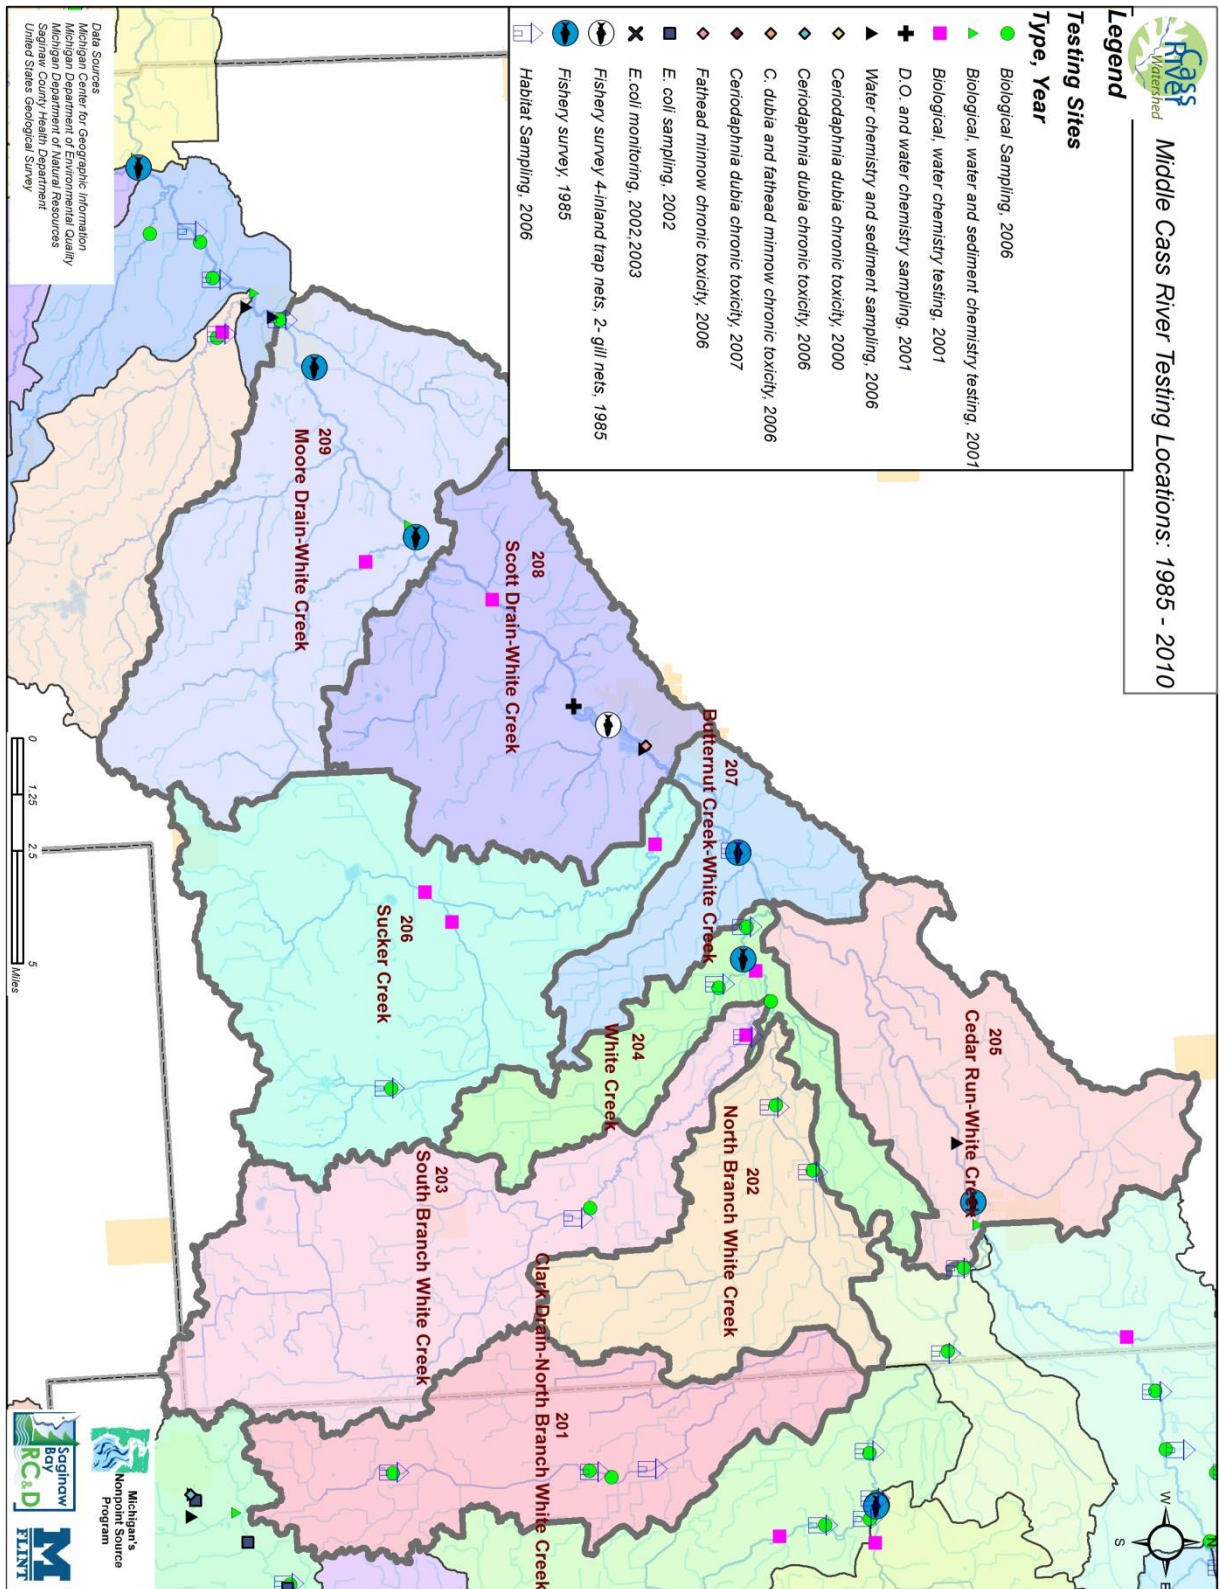 Cass
River
Watershed
Middle Cass River Testing Locations: 1985 - 2010
Legend
Testing Sites
Type, Year
Biological Sampling, 2006
Biological, water and sediment chemistry testing, 2001
Biological, water chemistry testing, 2001
D.O. and water chemistry sampling, 2001
Water chemistry and sediment sampling, 2006
Ceriodaphnia dubia chronic toxicity, 2000
Ceriodaphnia dubia chronic toxicity, 2006
C. dubia and fathead minnow chronic toxicity, 2006
Ceriodaphnia dubia chronic toxicity, 2007
Fathead minnow chronic toxicity, 2006
E. coli sampling, 2002
E.coli monitoring, 2002,2003
Fishery survey 4-inland trap nets, 2- gill nets, 1985
Fishery survey, 1985
Habitat Sampling, 2006
Data Sources
Michigan Center for Geographic Information
Michigan Department of Environmental Quality
Michigan Department of Natural Resources
Saginaw County Health Department
United States Geological Survey
205
Cedar Run-White Creek
207
Butternut Creek-White Creek
202
North Branch White Creek
204
White Creek
208
Scott Drain-White Creek
201
Clark Drain-North Branch White Creek
203
South Branch White Creek
206
Sucker Creek
209
Moore Drain-White Creek
0 1.25 2.5 5
Miles
N
W
E
S
Michigan's
Nonpoint Source
Program
Saginaw
Bay
RC&D
M
FLINT